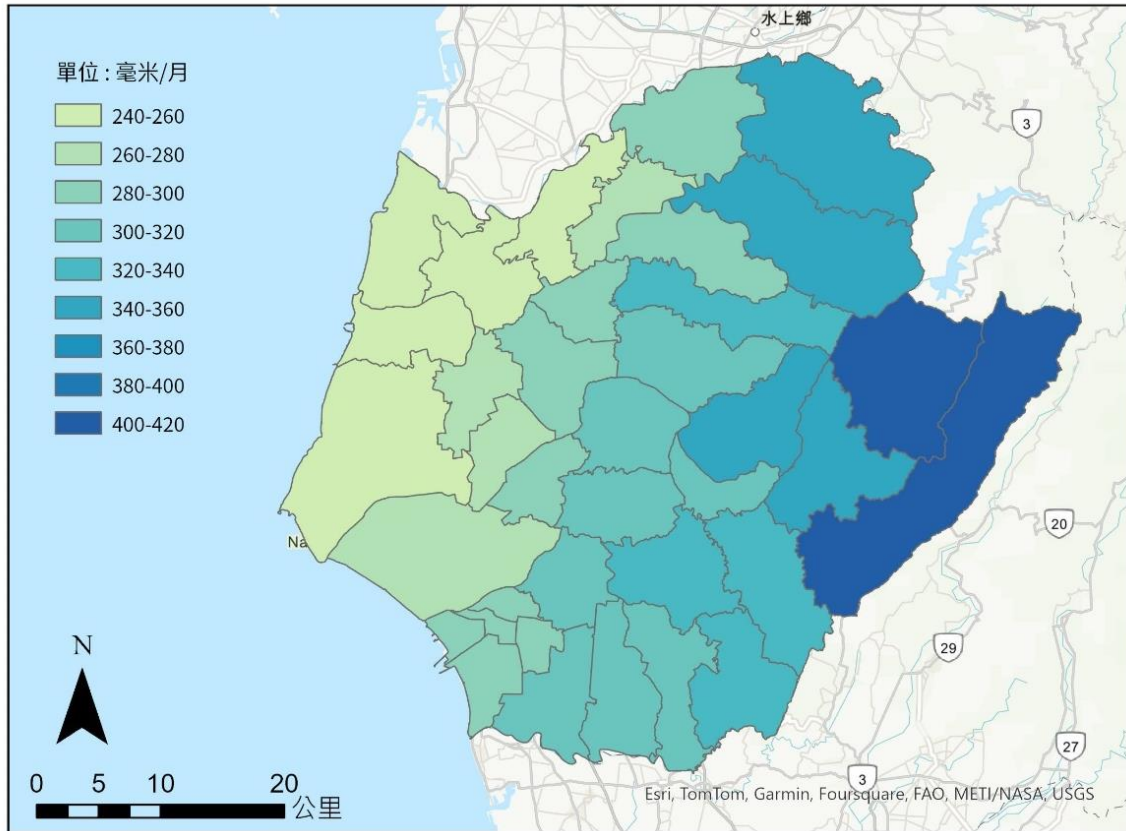 水上鄉
單位 : 毫米/月
240-260
260-280
280-300
300-320
320-340
340-360
360-380
380-400
400-420
3
20
29
27
3
Na
N
0 5 10 20
公里
Esri, TomTom, Garmin, Foursquare, FAO, METI/NASA, USGS